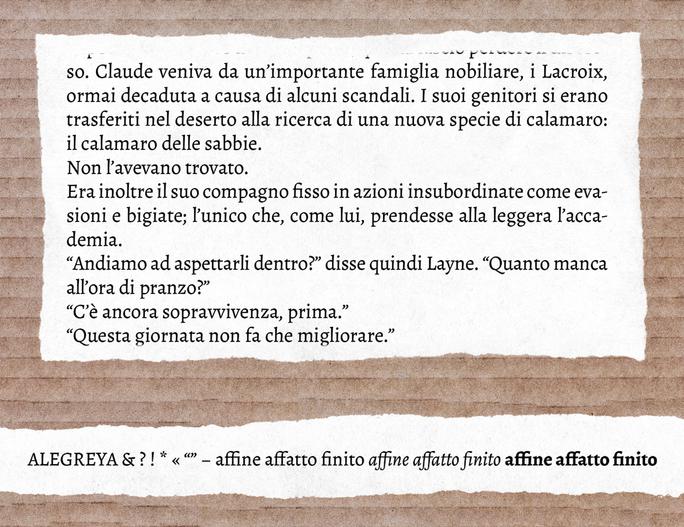 so. Claude veniva da un’importante famiglia nobiliare, i Lacroix,
ormai decaduta a causa di alcuni scandali. I suoi genitori si erano
trasferiti nel deserto alla ricerca di una nuova specie di calamaro:
il calamaro delle sabbie.
Non l’avevano trovato.
Era inoltre il suo compagno fisso in azioni insubordinate come eva-
sioni e bigiate; l’unico che, come lui, prendesse alla leggera l’acca-
demia.
“Andiamo ad aspettarli dentro?” disse quindi Layne. “Quanto manca
all’ora di pranzo?”
“C’è ancora sopravvivenza, prima.”
“Questa giornata non fa che migliorare.”
ALEGREYA & ? ! * « “” – affine affatto finito affine affatto finito affine affatto finito